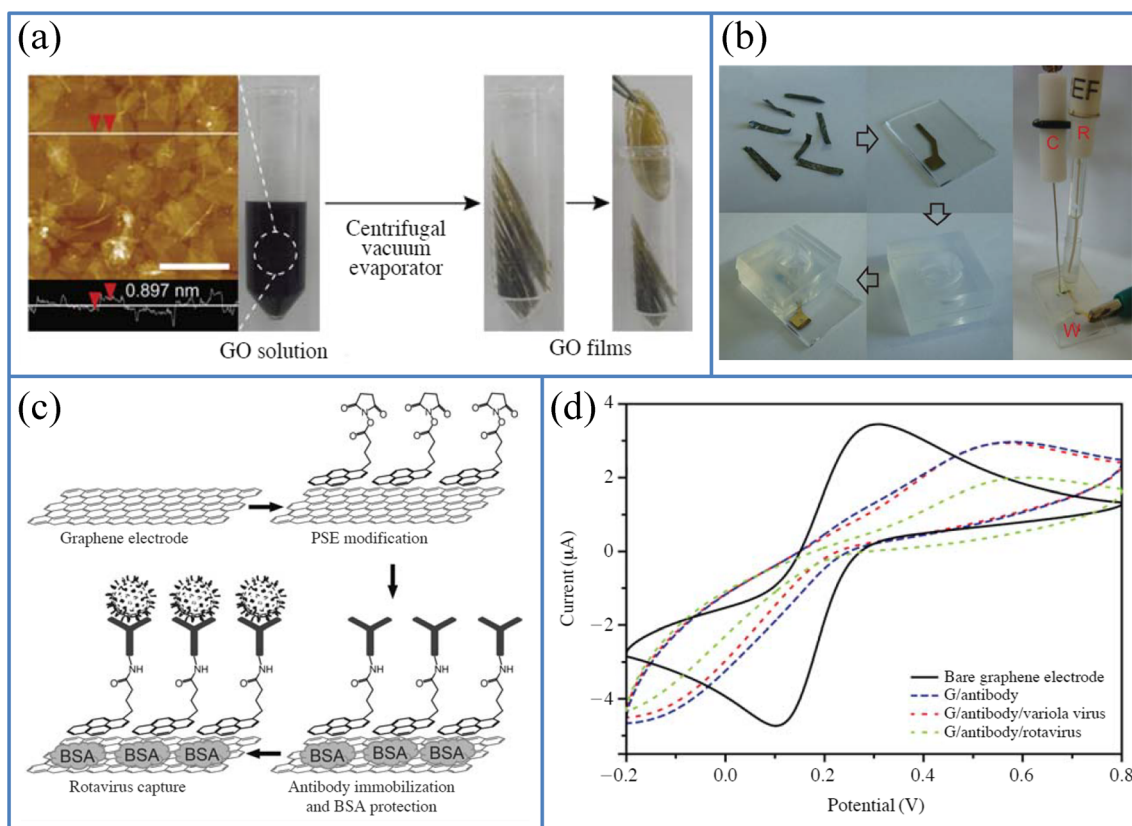 (a)
0.897 nm
Centrifugal
vacuum
evaporator
GO solution
GO films
(b)
C
EF
R
W
(c)
O
N
O
O
O
O
N
O
O
O
O
N
O
O
O
Graphene electrode
PSE modification
NH
O
NH
O
NH
O
NH
O
NH
O
NH
O
BSA
BSA
BSA
BSA
BSA
BSA
Rotavirus capture
Antibody immobilization
and BSA protection
(d)
4
2
0
−2
−4
Current (μA)
Bare graphene electrode
G/antibody
G/antibody/variola virus
G/antibody/rotavirus
−0.2
0.0
0.2
0.4
0.6
0.8
Potential (V)